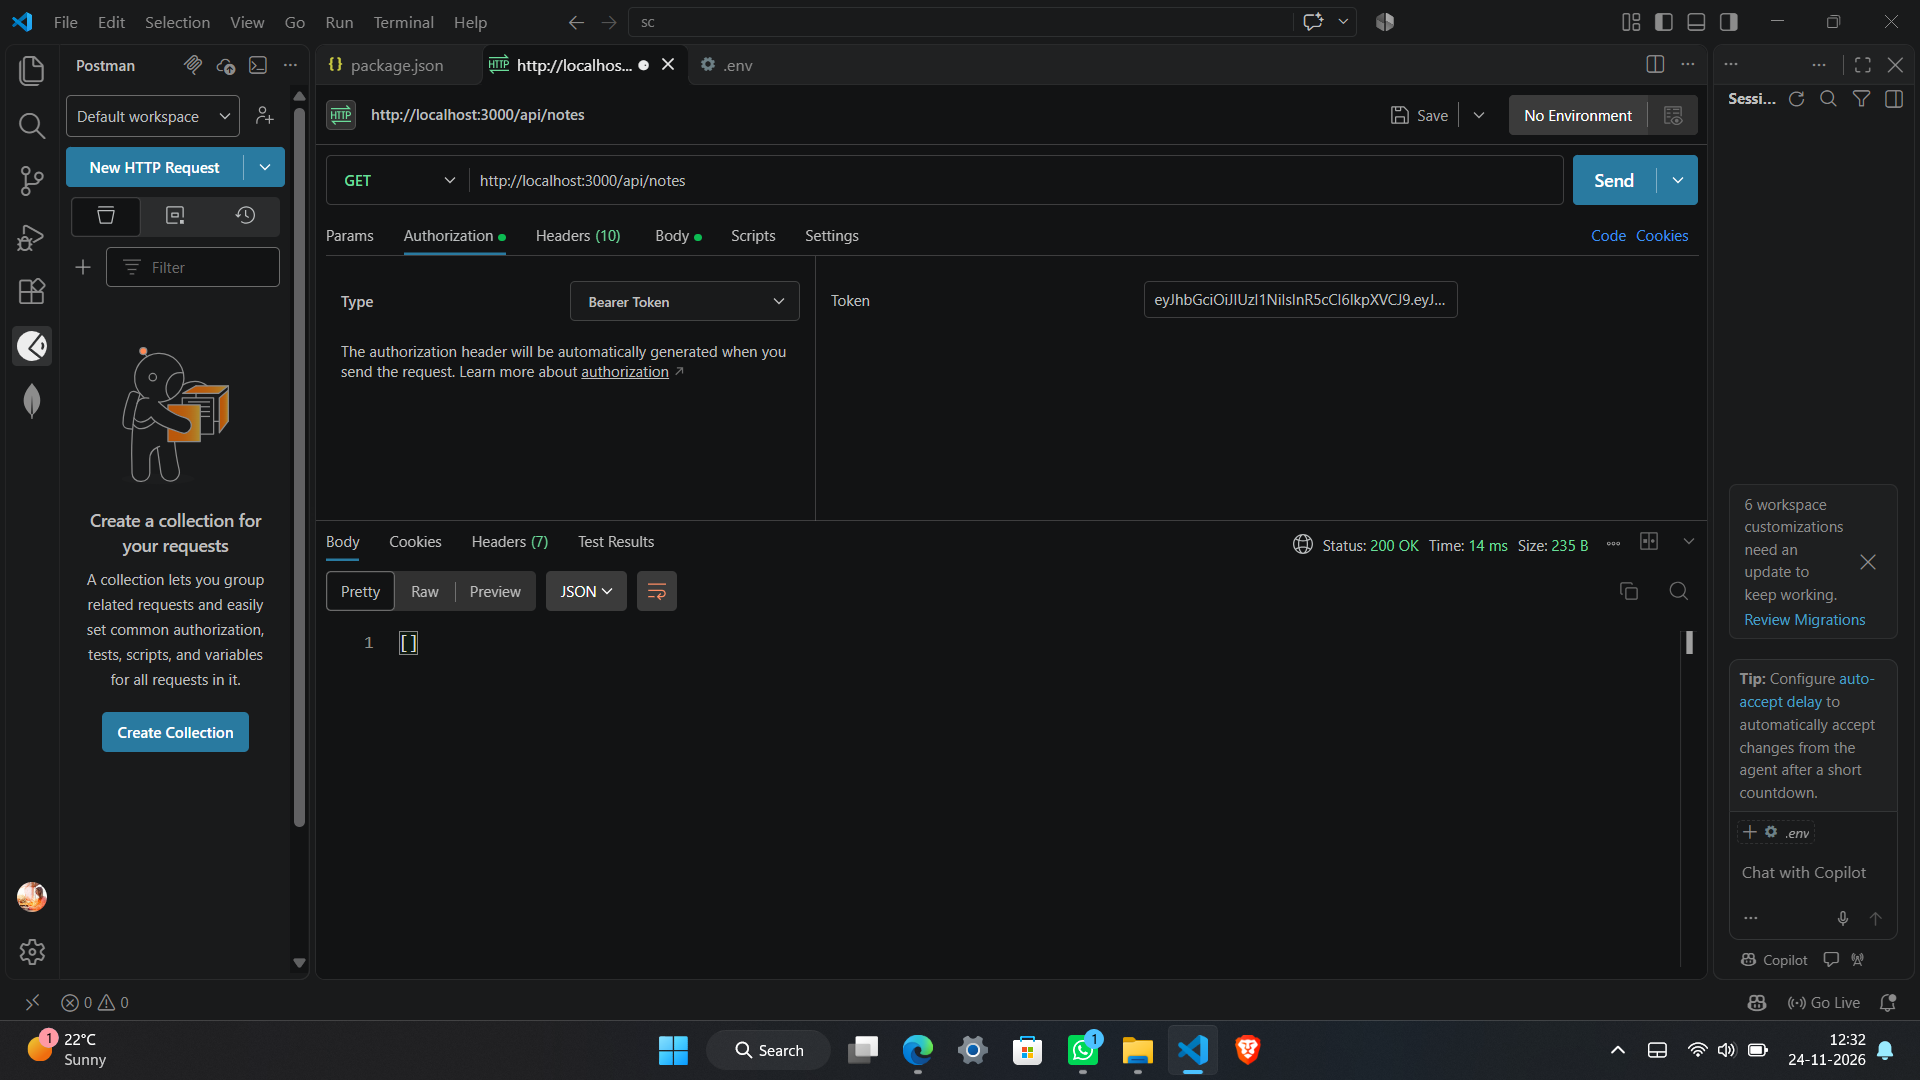 File Edit Selection View Go Run Terminal Help
sc
Postman
package.json
HTTP http://localhos...
.env
Default workspace
HTTP http://localhost:3000/api/notes
Save
No Environment
New HTTP Request
GET http://localhost:3000/api/notes
Send
Params Authorization Headers (10) Body Scripts Settings
Code Cookies
Filter
Type Bearer Token
The authorization header will be automatically generated when you
send the request. Learn more about authorization
Token eyJhbGciOiJIUzI1NiIsInR5cCI6IkpXVCJ9.eyJ...
Create a collection for
your requests
A collection lets you group
related requests and easily
set common authorization,
tests, scripts, and variables
for all requests in it.
Create Collection
Body Cookies Headers (7) Test Results
Status: 200 OK Time: 14 ms Size: 235 B
Pretty Raw Preview JSON
1 []
Sessi...
6 workspace
customizations
need an
update to
keep working.
Review Migrations
Tip: Configure auto-
accept delay to
automatically accept
changes from the
agent after a short
countdown.
.env
Chat with Copilot
Copilot
0 0
Go Live
1
22°C
Sunny
Search
1
12:32
24-11-2026